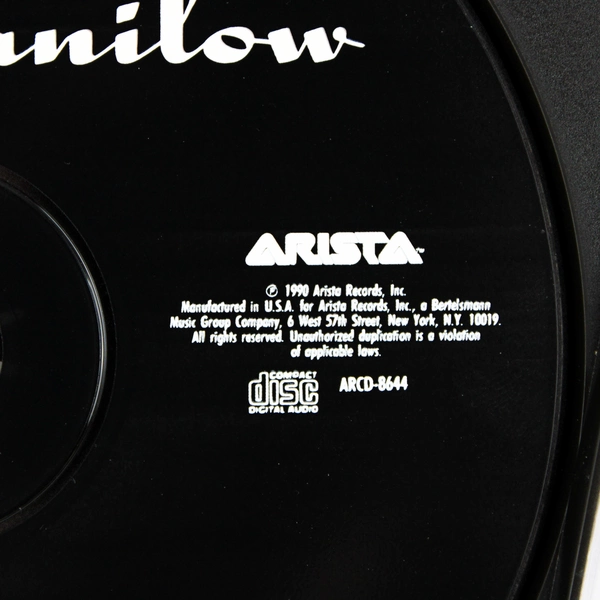 anilow
ARISTA™
℗ 1990 Arista Records, Inc.
Manufactured in U.S.A. for Arista Records, Inc., a Bertelsmann
Music Group Company, 6 West 57th Street, New York, N.Y. 10019.
All rights reserved. Unauthorized duplication is a violation
of applicable laws.
COMPACT
disc
DIGITAL AUDIO
ARCD-8644